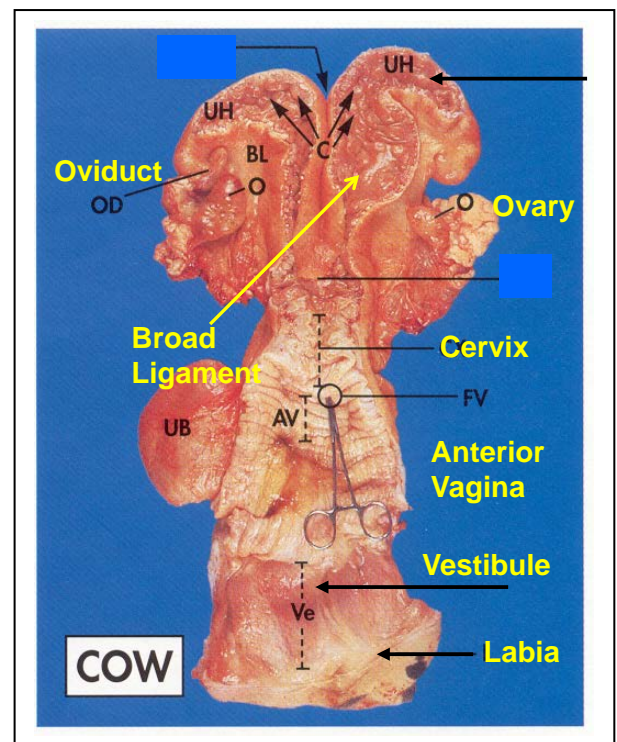 UH
UH
C
BL
Oviduct
OD
O
O
Ovary
Broad
Ligament
Cervix
FV
AV
UB
Anterior
Vagina
Vestibule
Ve
Labia
COW